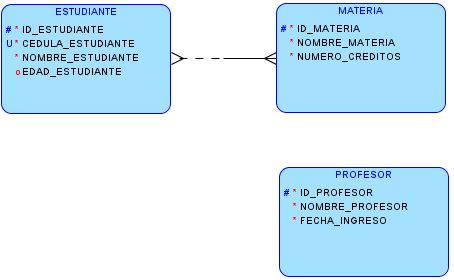 ESTUDIANTE
# * ID_ESTUDIANTE
U * CEDULA_ESTUDIANTE
* NOMBRE_ESTUDIANTE
o EDAD_ESTUDIANTE
MATERIA
# * ID_MATERIA
* NOMBRE_MATERIA
* NUMERO_CREDITOS
PROFESOR
# * ID_PROFESOR
* NOMBRE_PROFESOR
* FECHA_INGRESO